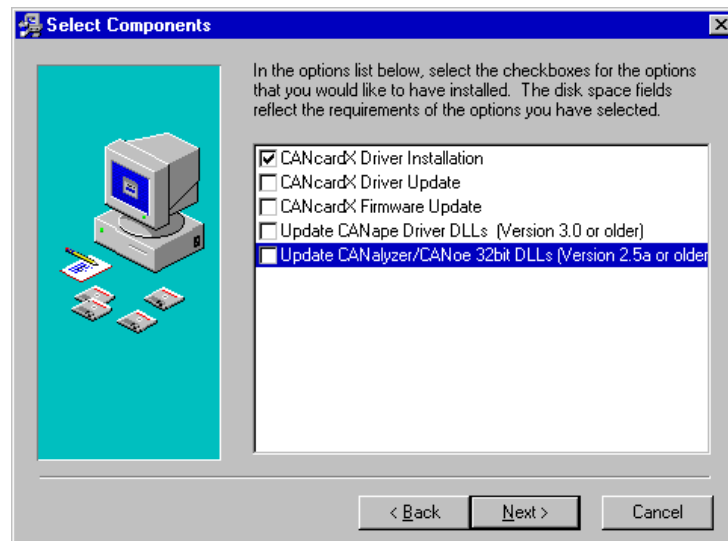 Select Components
In the options list below, select the checkboxes for the options
that you would like to have installed. The disk space fields
reflect the requirements of the options you have selected.
CANcardX Driver Installation
CANcardX Driver Update
CANcardX Firmware Update
Update CANape Driver DLLs (Version 3.0 or older)
Update CANalyzer/CANoe 32bit DLLs (Version 2.5a or older
< Back
Next >
Cancel